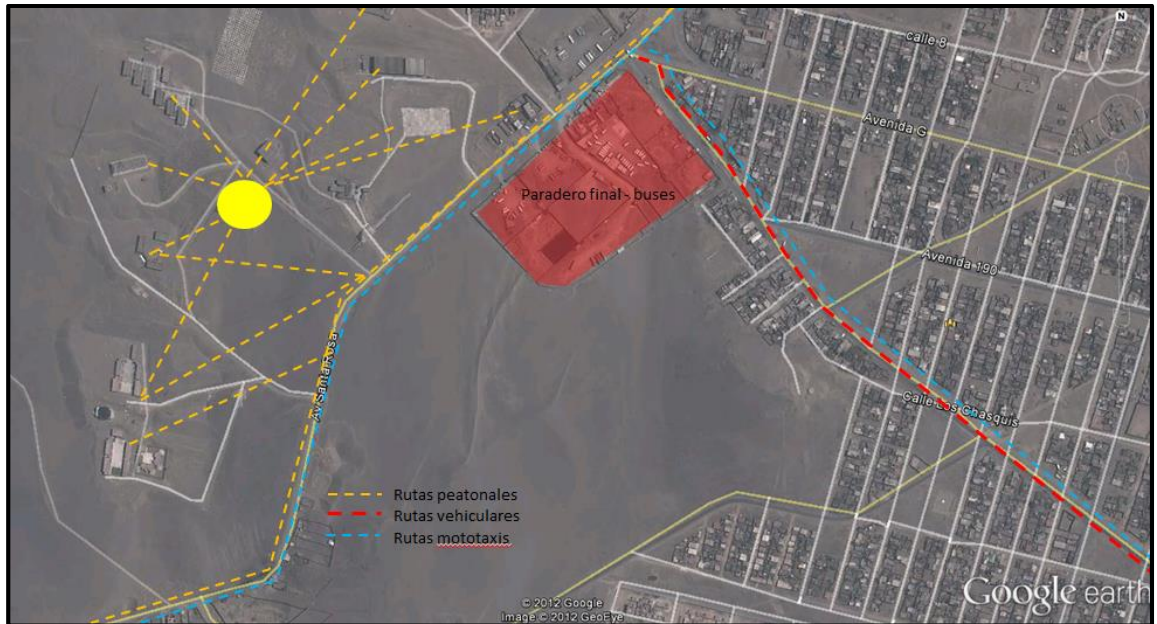 N
calle 8
Avenida G
Paradero final - buses
Avenida 190
Av Santa Rosa
Calle Los Chasquis
Rutas peatonales
Rutas vehiculares
Rutas mototaxis
Google earth
© 2012 Google
Image © 2012 GeoEye